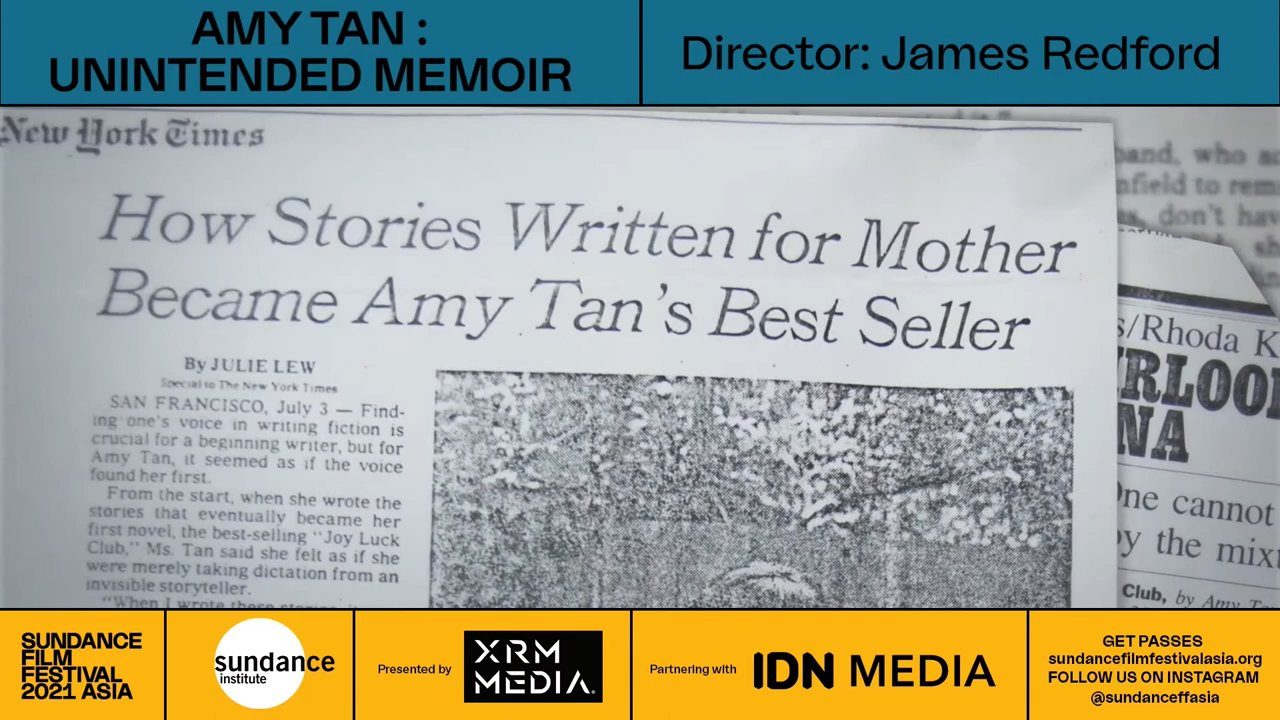 AMY TAN :
UNINTENDED MEMOIR
Director: James Redford
New York Times
How Stories Written for Mother
Became Amy Tan's Best Seller
By JULIE LEW
Special to The New York Times
SAN FRANCISCO, July 3 — Find-
ing one's voice in writing fiction is
crucial for a beginning writer, but for
Amy Tan, it seemed as if the voice
found her first.
From the start, when she wrote the
stories that eventually became her
first novel, the best-selling "Joy Luck
Club," Ms. Tan said she felt as if she
were merely taking dictation from an
invisible storyteller.
"When I wrote these
who
nfield to
don't
s/Rhoda K
RLOO
NA
One cannot
by the mix
Club, by Amy
SUNDANCE
FILM
FESTIVAL
2021 ASIA
sundance
institute
Presented by
XRM
MEDIA.
Partnering with
IDN MEDIA
GET PASSES
sundancefilmfestivalasia.org
FOLLOW US ON INSTAGRAM
@sundanceffasia